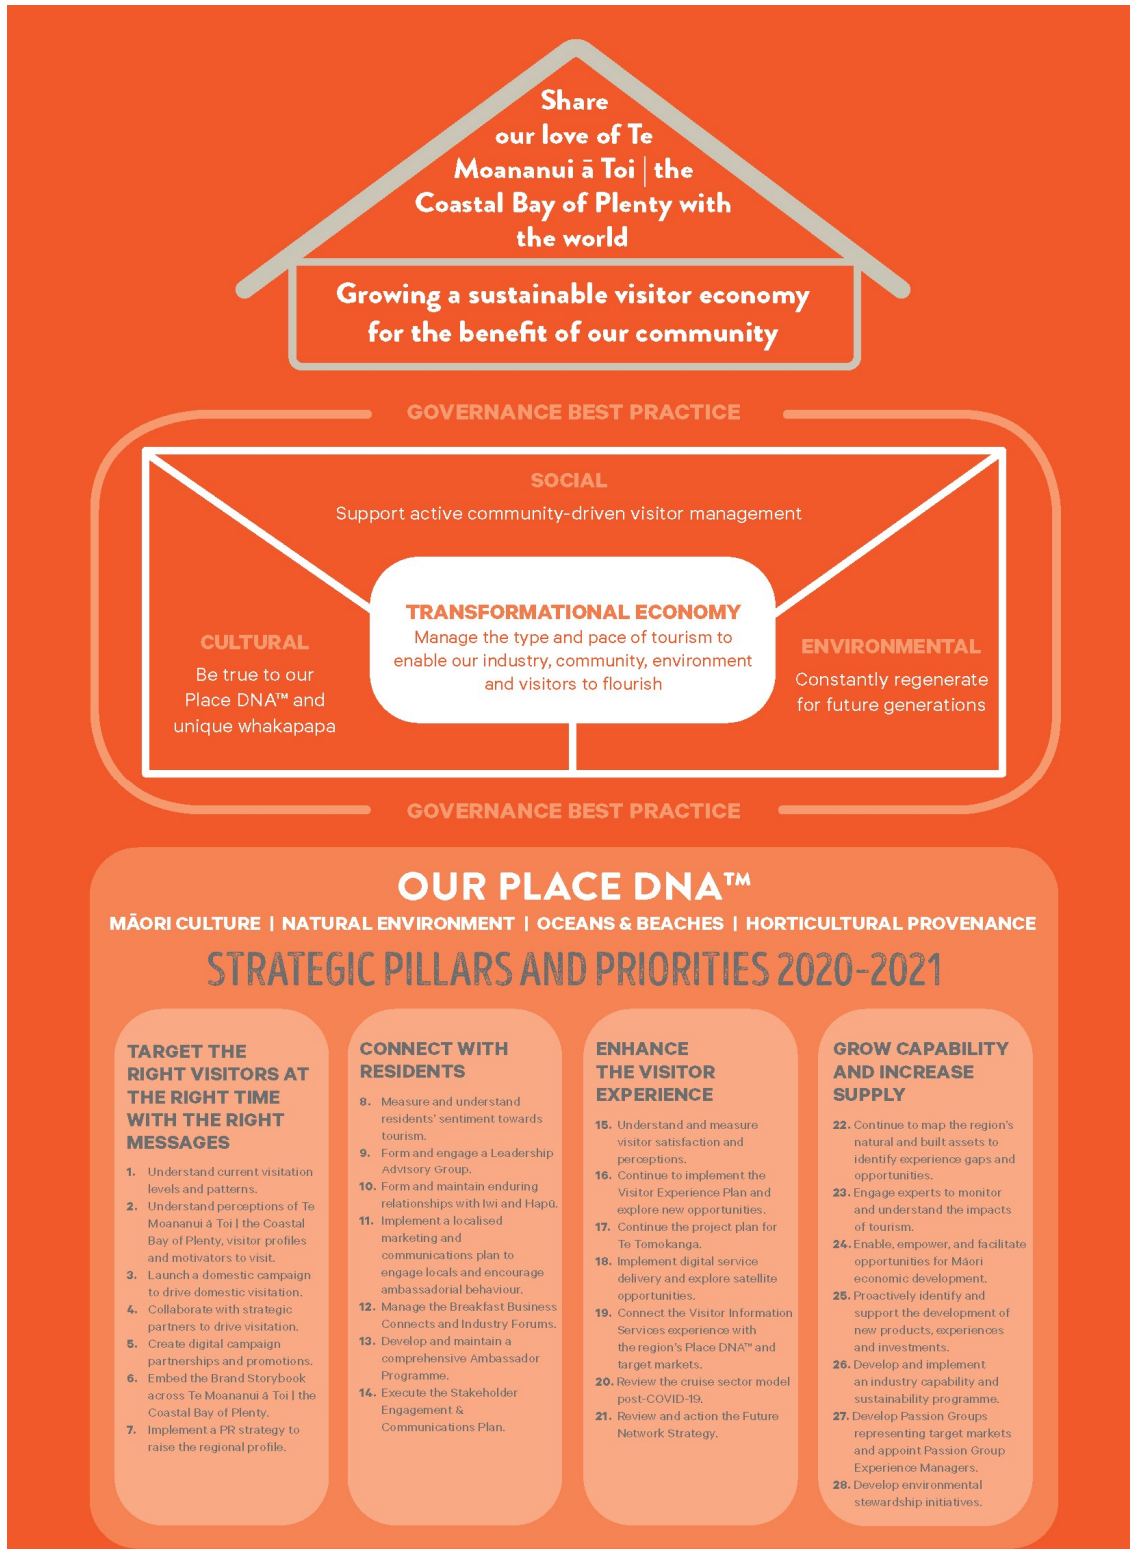 Share
our love of Te
Moananui ā Toi | the
Coastal Bay of Plenty with
the world
Growing a sustainable visitor economy
for the benefit of our community
GOVERNANCE BEST PRACTICE
SOCIAL
Support active community-driven visitor management
TRANSFORMATIONAL ECONOMY
Manage the type and pace of tourism to
enable our industry, community, environment
and visitors to flourish
CULTURAL
Be true to our
Place DNA™ and
unique whakapapa
ENVIRONMENTAL
Constantly regenerate
for future generations
GOVERNANCE BEST PRACTICE
OUR PLACE DNA™
MĀORI CULTURE | NATURAL ENVIRONMENT | OCEANS & BEACHES | HORTICULTURAL PROVENANCE
STRATEGIC PILLARS AND PRIORITIES 2020-2021
TARGET THE
RIGHT VISITORS AT
THE RIGHT TIME
WITH THE RIGHT
MESSAGES
1. Understand current visitation
levels and patterns.
2. Understand perceptions of Te
Moananui ā Toi | the Coastal
Bay of Plenty, visitor profiles
and motivators to visit.
3. Launch a domestic campaign
to drive domestic visitation.
4. Collaborate with strategic
partners to drive visitation.
5. Create digital campaign
partnerships and promotions.
6. Embed the Brand Storybook
across Te Moananui ā Toi | the
Coastal Bay of Plenty.
7. Implement a PR strategy to
raise the regional profile.
CONNECT WITH
RESIDENTS
8. Measure and understand
residents' sentiment towards
tourism.
9. Form and engage a Leadership
Advisory Group.
10. Form and maintain enduring
relationships with Iwi and Hapū.
11. Implement a localised
marketing and
communications plan to
engage locals and encourage
ambassadorial behaviour.
12. Manage the Breakfast Business
Connects and Industry Forums.
13. Develop and maintain a
comprehensive Ambassador
Programme.
14. Execute the Stakeholder
Engagement &
Communications Plan.
ENHANCE
THE VISITOR
EXPERIENCE
15. Understand and measure
visitor satisfaction and
perceptions.
16. Continue to implement the
Visitor Experience Plan and
explore new opportunities.
17. Continue the project plan for
Te Tomokanga.
18. Implement digital service
delivery and explore satellite
opportunities.
19. Connect the Visitor Information
Services experience with
the region's Place DNA™ and
target markets.
20. Review the cruise sector model
post-COVID-19.
21. Review and action the Future
Network Strategy.
GROW CAPABILITY
AND INCREASE
SUPPLY
22. Continue to map the region's
natural and built assets to
identify experience gaps and
opportunities.
23. Engage experts to monitor
and understand the impacts
of tourism.
24. Enable, empower, and facilitate
opportunities for Māori
economic development.
25. Proactively identify and
support the development of
new products, experiences
and investments.
26. Develop and implement
an industry capability and
sustainability programme.
27. Develop Passion Groups
representing target markets
and appoint Passion Group
Experience Managers.
28. Develop environmental
stewardship initiatives.